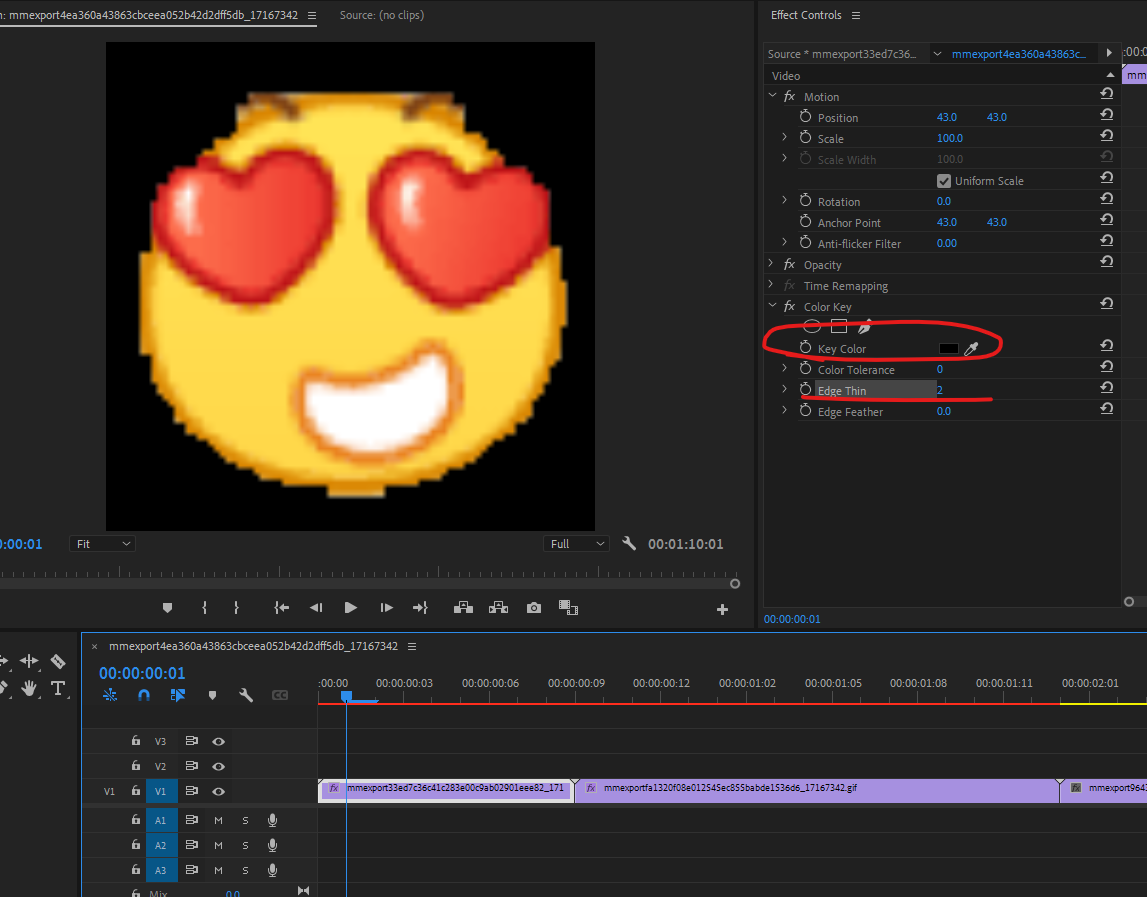 n: mmexport4ea360a43863cbceea052b42d2dff5db_17167342
Source: (no clips)
Effect Controls
Source * mmexport33ed7c36...
mmexport4ea360a43863c...
:00:0
Video
mm
fx Motion
Position 43.0 43.0
Scale 100.0
Scale Width 100.0
Uniform Scale
Rotation 0.0
Anchor Point 43.0 43.0
Anti-flicker Filter 0.00
fx Opacity
fx Time Remapping
fx Color Key
Key Color
Color Tolerance 0
Edge Thin 2
Edge Feather 0.0
):00:01
Fit
Full
00:01:10:01
00:00:00:01
× mmexport4ea360a43863cbceea052b42d2dff5db_17167342
00:00:00:01
CC
:00:00 00:00:00:03 00:00:00:06 00:00:00:09 00:00:00:12 00:00:01:02 00:00:01:05 00:00:01:08 00:00:01:11 00:00:02:01
V3
V2
V1 V1
fx mmexport33ed7c36c41c283e00c9ab02901eee82_171
fx mmexportfa1320f08e012545ec855babde1536d6_17167342.gif
fx mmexport964
A1 M S
A2 M S
A3 M S
Mix 0.0
T